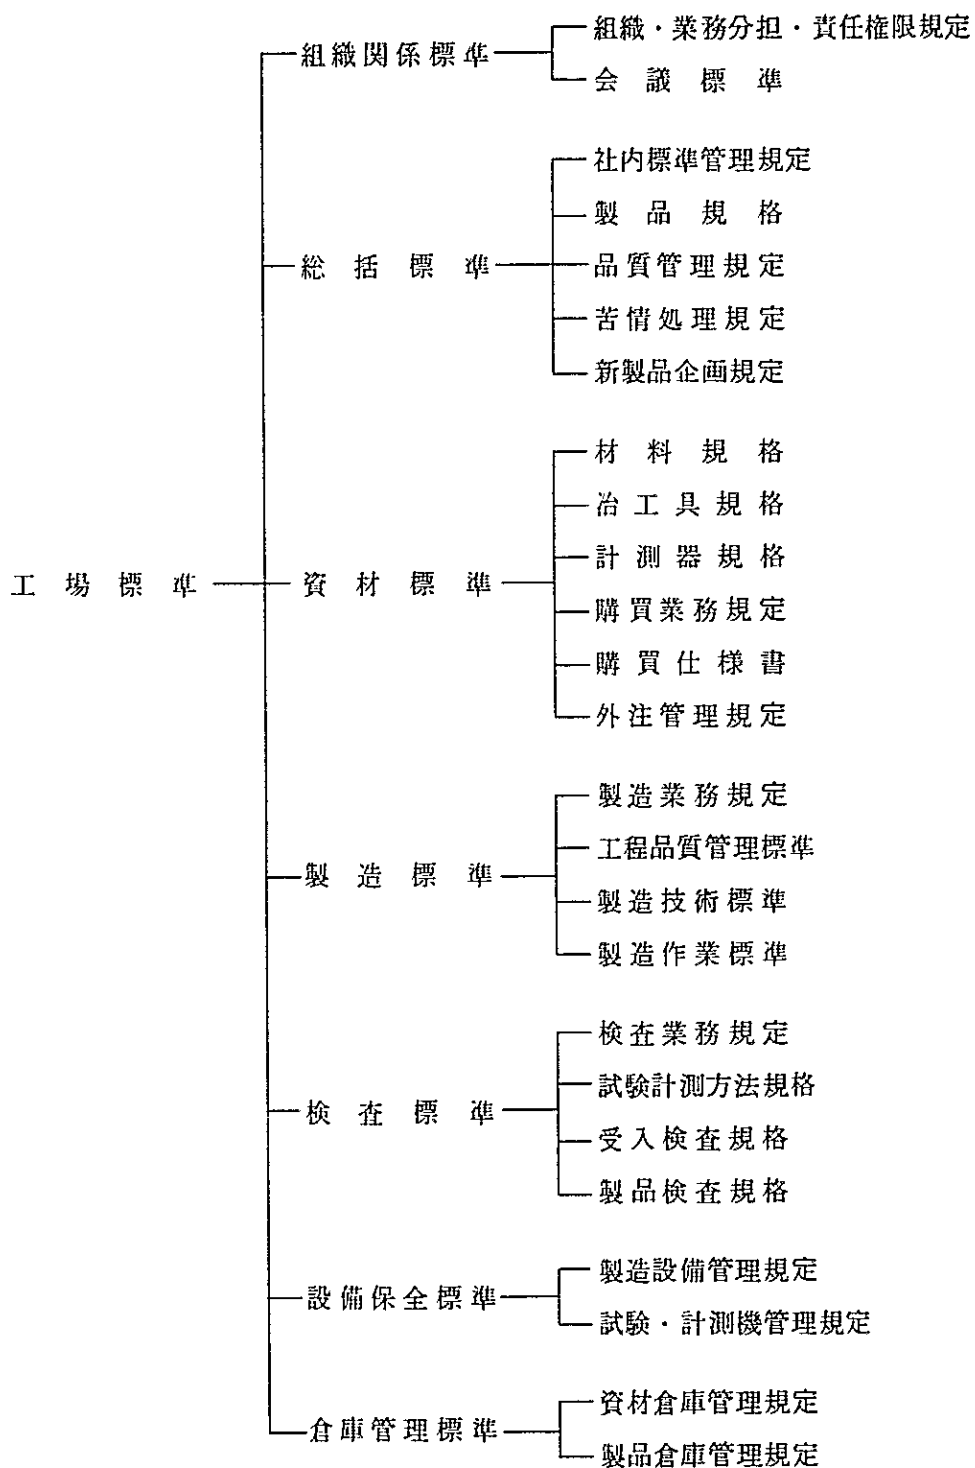 組織関係標準
組織・業務分担・責任権限規定
会議標準
総括標準
社内標準管理規定
製品規格
品質管理規定
苦情処理規定
新製品企画規定
工場標準
資材標準
材料規格
冶工具規格
計測器規格
購買業務規定
購買仕様書
外注管理規定
製造標準
製造業務規定
工程品質管理標準
製造技術標準
製造作業標準
検査標準
検査業務規定
試験計測方法規格
受入検査規格
製品検査規格
設備保全標準
製造設備管理規定
試験・計測機管理規定
倉庫管理標準
資材倉庫管理規定
製品倉庫管理規定